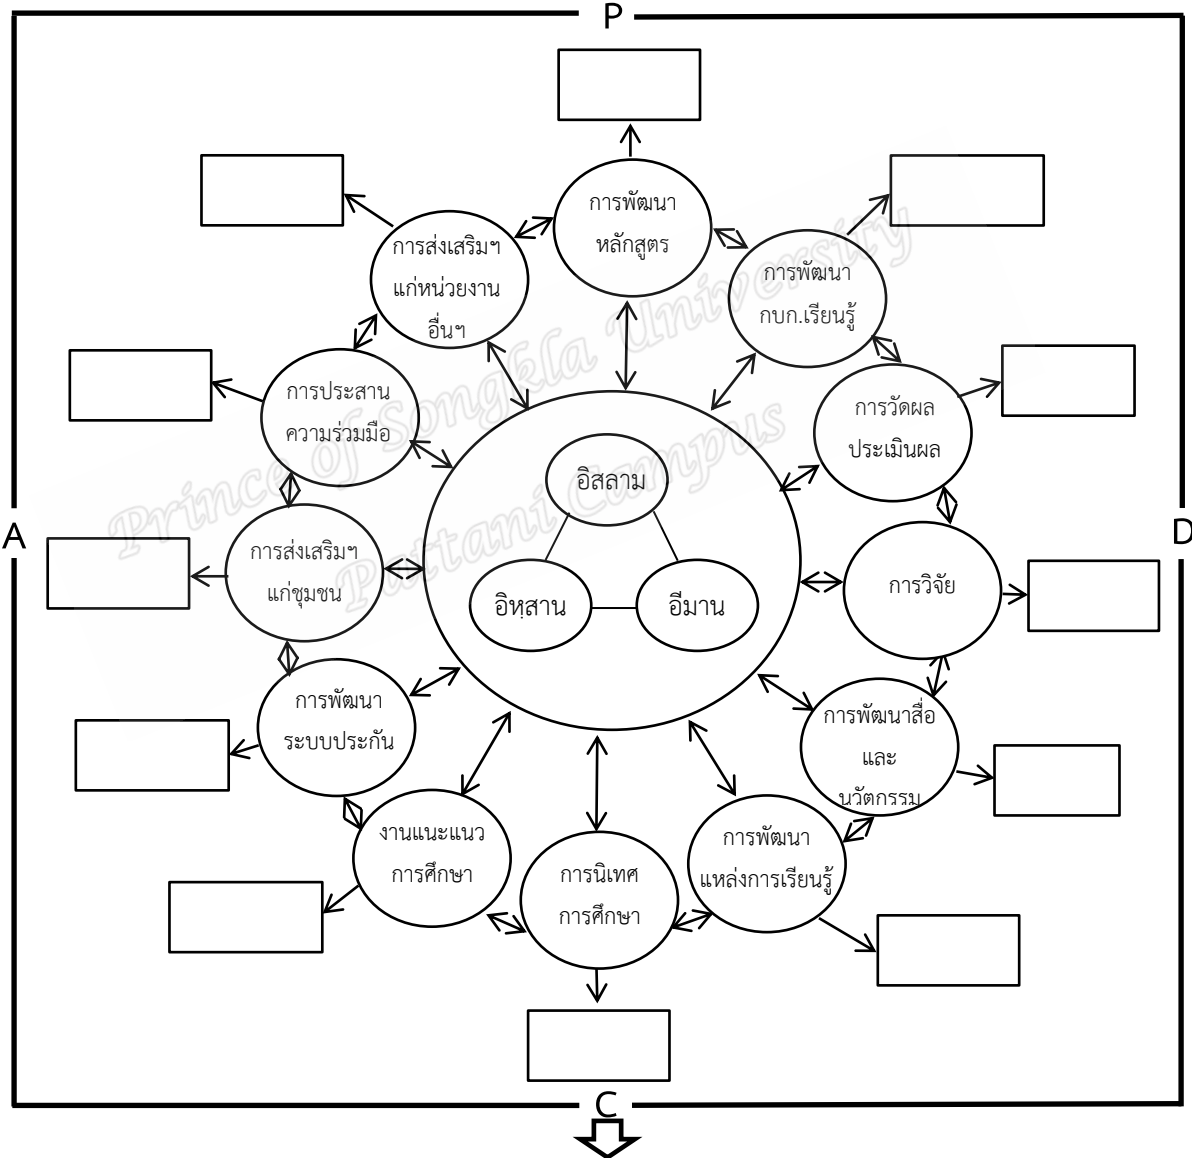 P
การพัฒนา
หลักสูตร
การส่งเสริมฯ
แก่หน่วยงาน
อื่นฯ
การพัฒนา
กบก.เรียนรู้
การประสาน
ความร่วมมือ
การวัดผล
ประเมินผล
อิสลาม
อิหฺสาน
อีมาน
A
D
การส่งเสริมฯ
แก่ชุมชน
การวิจัย
การพัฒนา
ระบบประกัน
การพัฒนาสื่อ
และ
นวัตกรรม
งานแนะแนว
การศึกษา
การนิเทศ
การศึกษา
การพัฒนา
แหล่งการเรียนรู้
C
Prince of Songkla University
Pattani Campus